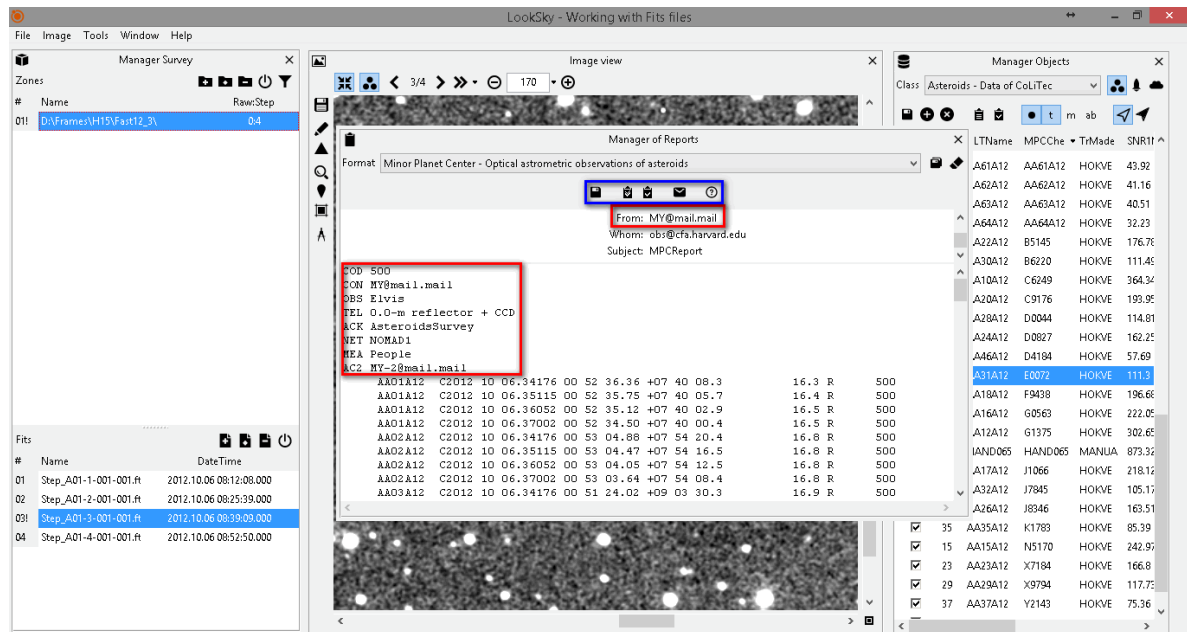 LookSky - Working with Fits files
File Image Tools Window Help
Manager Survey
Zones
# Name Raw:Step
01! D:\Frames\H15\Fast12_3\ 0:4
Fits
# Name DateTime
01 Step_A01-1-001-001.ft 2012.10.06 08:12:08.000
02 Step_A01-2-001-001.ft 2012.10.06 08:25:39.000
03! Step_A01-3-001-001.ft 2012.10.06 08:39:09.000
04 Step_A01-4-001-001.ft 2012.10.06 08:52:50.000
Image view
3/4 170
Manager of Reports
Format Minor Planet Center - Optical astrometric observations of asteroids
From: MY@mail.mail
Whom: obs@cfa.harvard.edu
Subject: MPCReport
COD 500
CON MY@mail.mail
OBS Elvis
TEL 0.0-m reflector + CCD
ACK AsteroidsSurvey
NET NOMAD1
MEA People
AC2 MY-2@mail.mail
AA01A12 C2012 10 06.34176 00 52 36.36 +07 40 08.3 16.3 R 500
AA01A12 C2012 10 06.35115 00 52 35.75 +07 40 05.7 16.4 R 500
AA01A12 C2012 10 06.36052 00 52 35.12 +07 40 02.9 16.5 R 500
AA01A12 C2012 10 06.37002 00 52 34.50 +07 40 00.4 16.5 R 500
AA02A12 C2012 10 06.34176 00 53 04.88 +07 54 20.4 16.8 R 500
AA02A12 C2012 10 06.35115 00 53 04.47 +07 54 16.5 16.8 R 500
AA02A12 C2012 10 06.36052 00 53 04.05 +07 54 12.5 16.8 R 500
AA02A12 C2012 10 06.37002 00 53 03.64 +07 54 08.4 16.8 R 500
AA03A12 C2012 10 06.34176 00 51 24.02 +09 03 30.3 16.9 R 500
Manager Objects
Class Asteroids - Data of CoLiTec
t m ab
LTName MPCChe TrMade SNR1
A61A12 AA61A12 HOKVE 43.92
A62A12 AA62A12 HOKVE 41.16
A63A12 AA63A12 HOKVE 40.51
A64A12 AA64A12 HOKVE 32.23
A22A12 B5145 HOKVE 176.78
A30A12 B6220 HOKVE 111.49
A10A12 C6249 HOKVE 364.34
A20A12 C9176 HOKVE 193.95
A28A12 D0044 HOKVE 114.81
A24A12 D0827 HOKVE 162.25
A46A12 D4184 HOKVE 57.69
A31A12 E0072 HOKVE 111.3
A18A12 F9438 HOKVE 196.68
A16A12 G0563 HOKVE 222.05
A12A12 G1375 HOKVE 302.65
IAND065 HAND065 MANUA 873.32
A17A12 J1066 HOKVE 218.12
A32A12 J7845 HOKVE 105.17
A26A12 J8346 HOKVE 163.51
35 AA35A12 K1783 HOKVE 85.39
15 AA15A12 N5170 HOKVE 242.97
23 AA23A12 X7184 HOKVE 166.8
29 AA29A12 X9794 HOKVE 117.73
37 AA37A12 Y2143 HOKVE 75.36